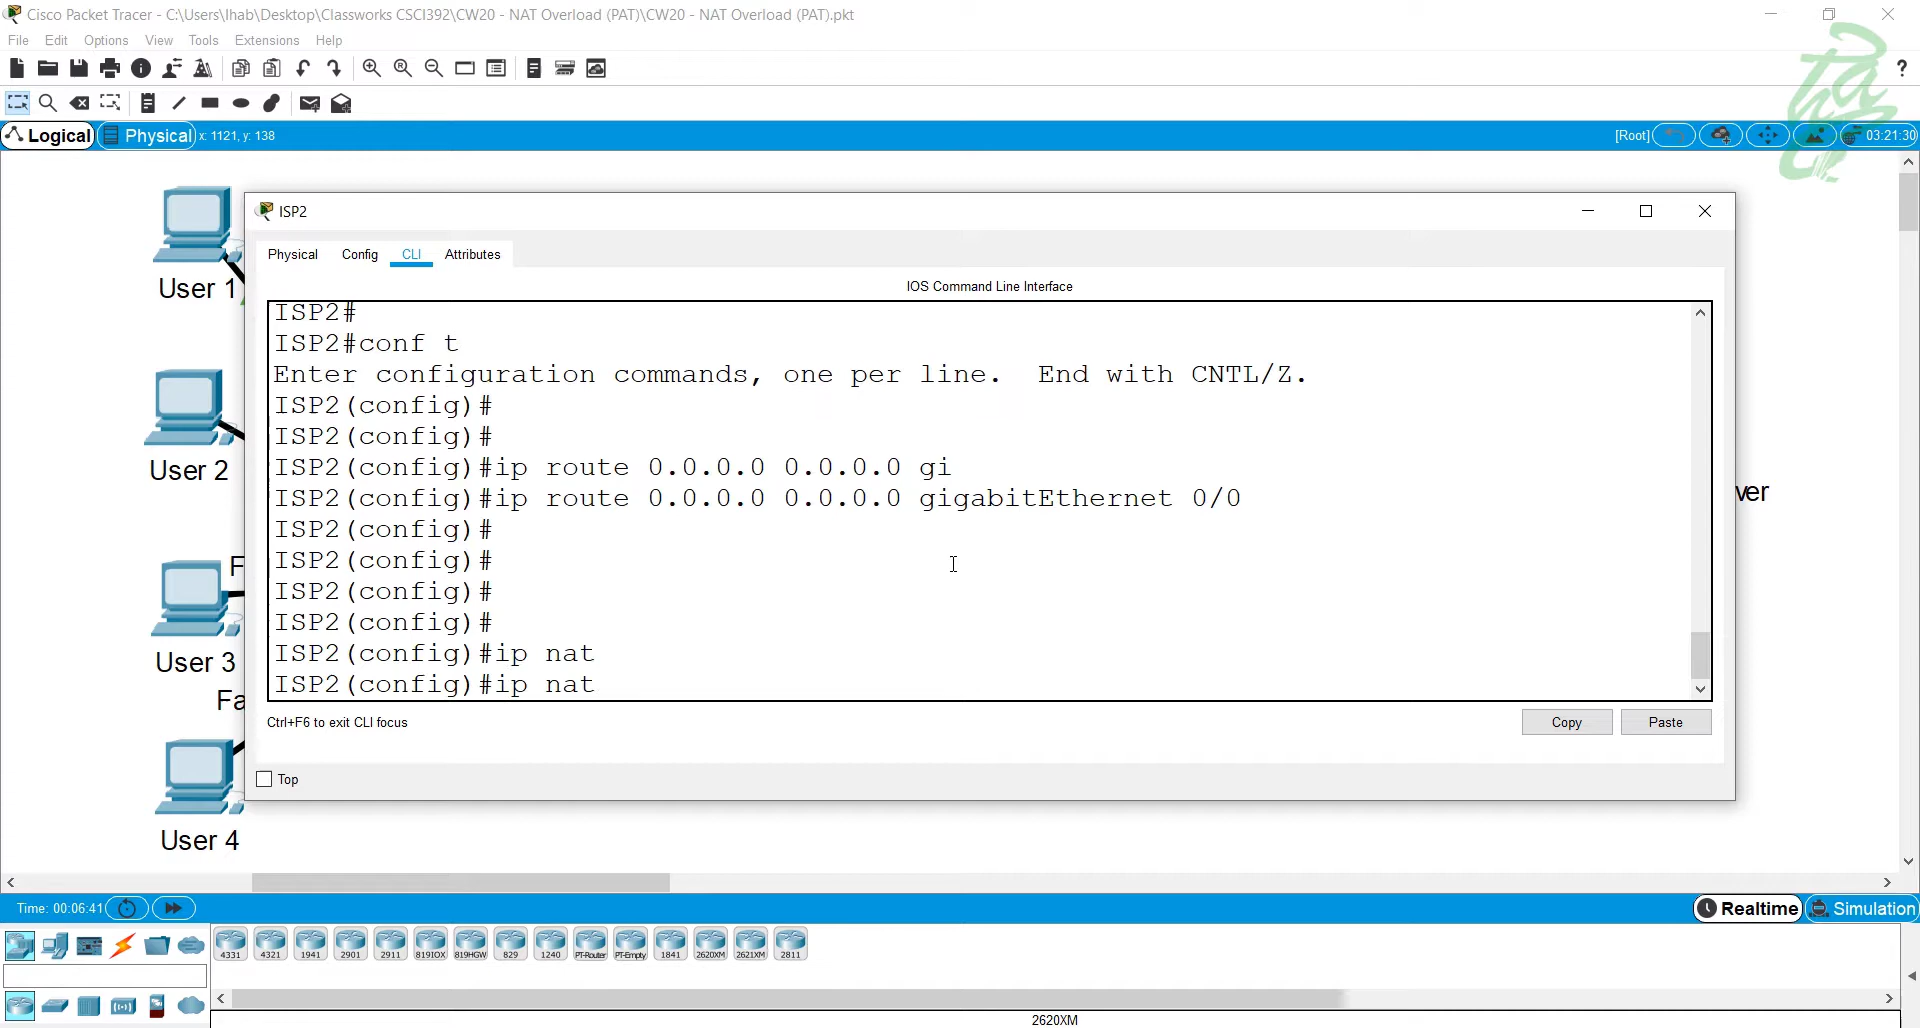 Cisco Packet Tracer - C:\Users\Ihab\Desktop\Classworks CSCI392\CW20 - NAT Overload (PAT)\CW20 - NAT Overload (PAT).pkt
File Edit Options View Tools Extensions Help
?
Logical Physical x: 1121, y: 138 [Root] 03:21:30
ISP2
Physical Config CLI Attributes
IOS Command Line Interface
ISP2#
ISP2#conf t
Enter configuration commands, one per line.  End with CNTL/Z.
ISP2(config)#
ISP2(config)#
ISP2(config)#ip route 0.0.0.0 0.0.0.0 gi
ISP2(config)#ip route 0.0.0.0 0.0.0.0 gigabitEthernet 0/0
ISP2(config)#
ISP2(config)#
ISP2(config)#
ISP2(config)#
ISP2(config)#ip nat
ISP2(config)#ip nat
Ctrl+F6 to exit CLI focus
Copy Paste
Top
User 1
User 2
F
User 3
Fa
User 4
ver
Time: 00:06:41
Realtime Simulation
4331 4321 1941 2901 2911 819IOX 819HGW 829 1240 PT-Router PT-Empty 1841 2620XM 2621XM 2811
2620XM